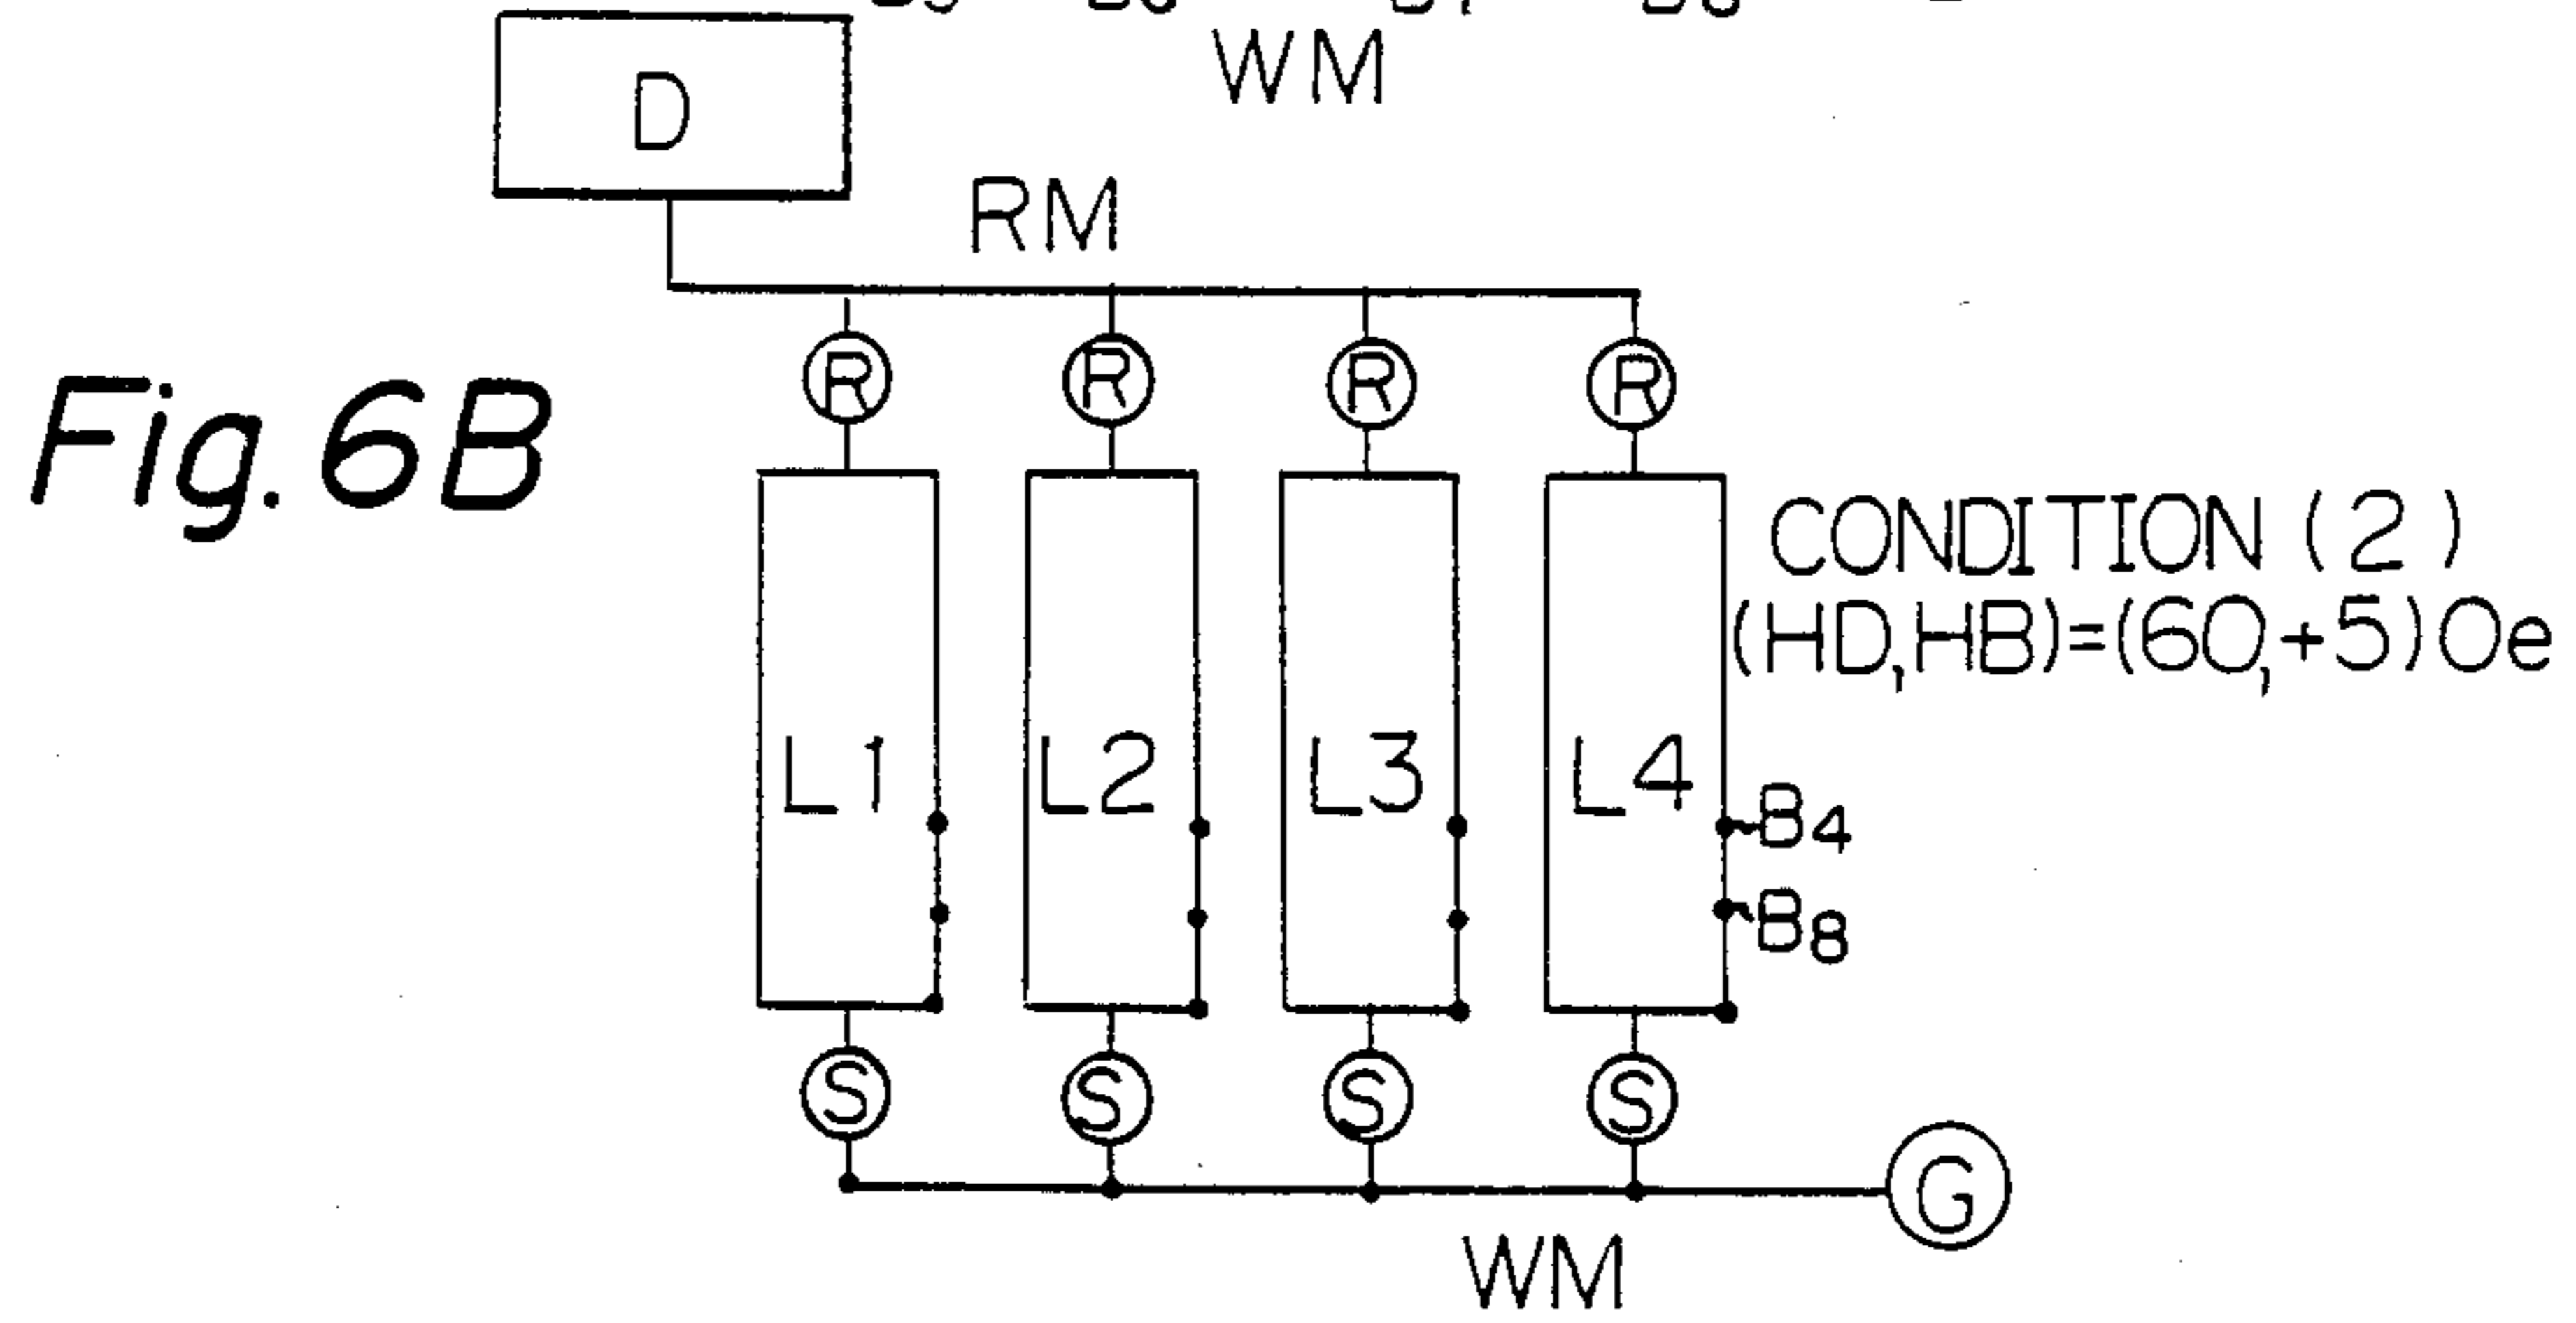 WM
D
RM
R R R R
Fig. 6B
CONDITION (2)
(HD, HB)=(60,+5)Oe
L1 L2 L3 L4
B4
B8
S S S S
G
WM